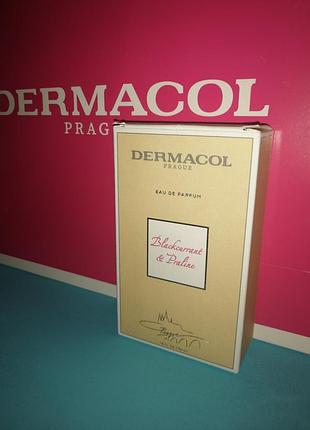 DERMACOL
PRAGUE
DERMACOL
PRAGUE
EAU DE PARFUM
Blackcurrant
& Praline